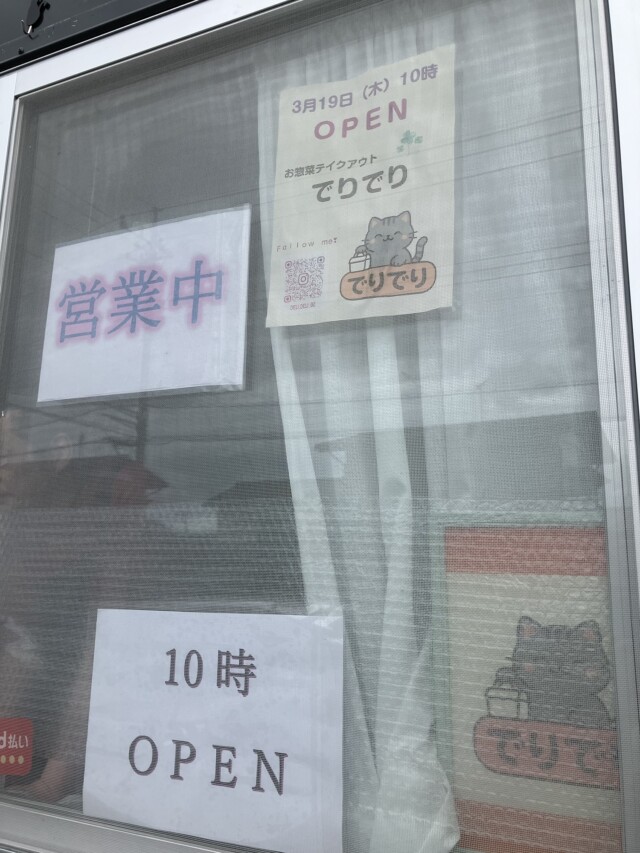 3月19日（木）10時
OPEN
お惣菜テイクアウト
でりでり
Follow me!
でりでり
営業中
10時
OPEN
d払い
でりで